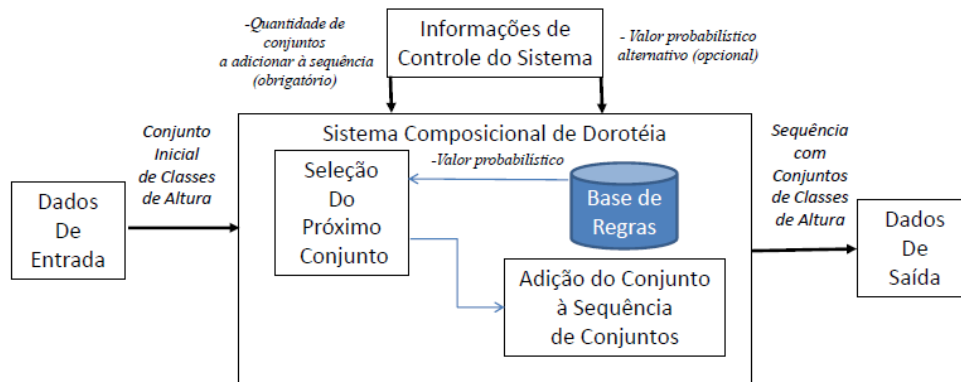 -Quantidade de
conjuntos
a adicionar à sequência
(obrigatório)
Informações de
Controle do Sistema
- Valor probabilístico
alternativo (opcional)
Conjunto
Inicial
de Classes
de Altura
Dados
De
Entrada
Sistema Composicional de Dorotéia
Seleção
Do
Próximo
Conjunto
-Valor probabilístico
Base de
Regras
Adição do Conjunto
à Sequência
de Conjuntos
Sequência
com
Conjuntos
de Classes
de Altura
Dados
De
Saída